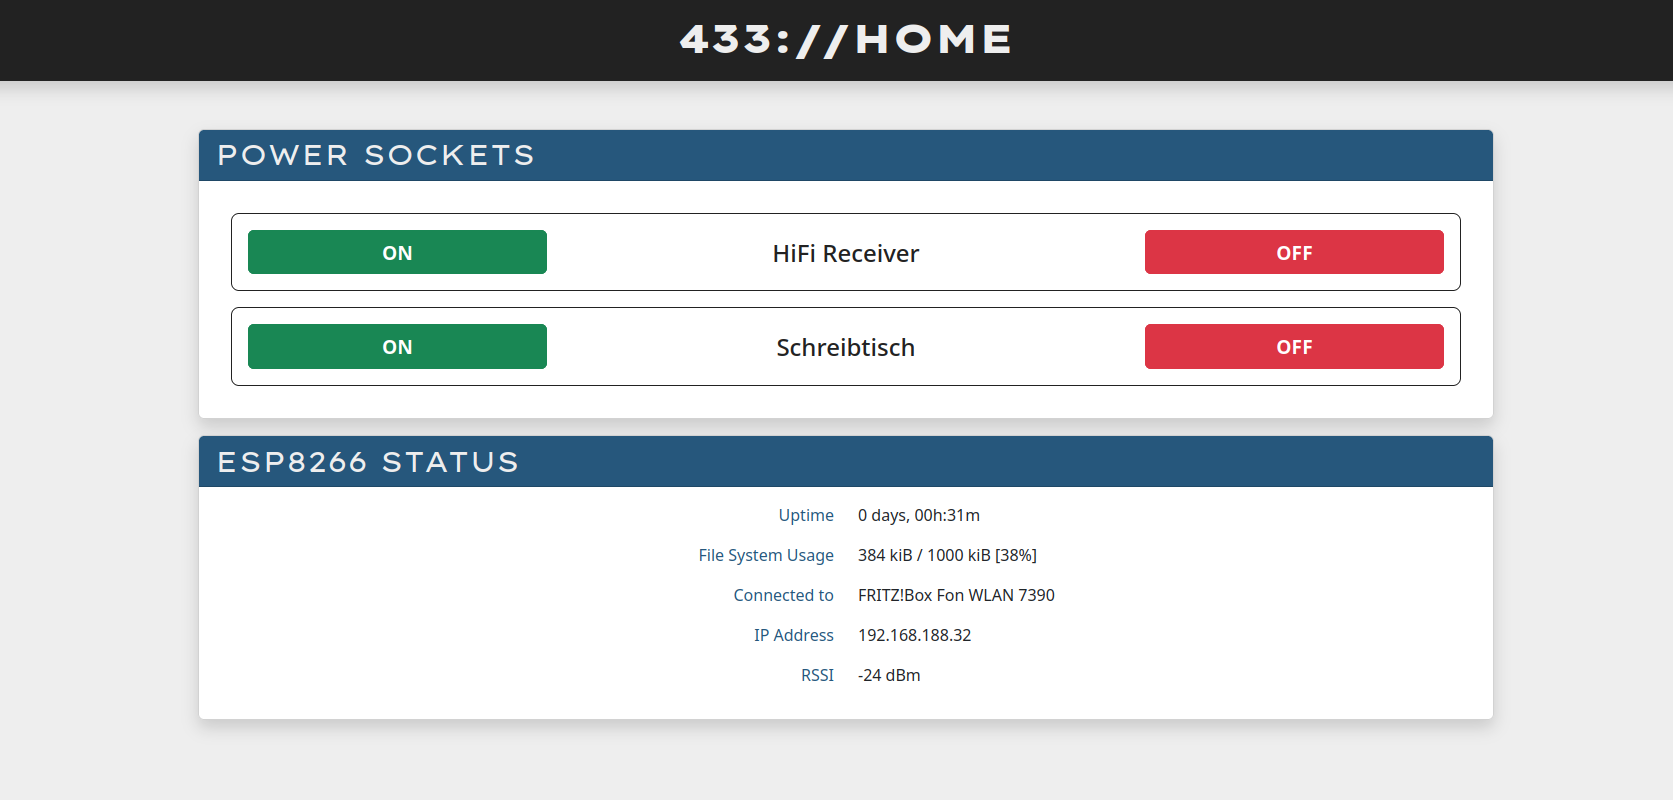 433://HOME
POWER SOCKETS
ON HiFi Receiver OFF
ON Schreibtisch OFF
ESP8266 STATUS
Uptime 0 days, 00h:31m
File System Usage 384 kiB / 1000 kiB [38%]
Connected to FRITZ!Box Fon WLAN 7390
IP Address 192.168.188.32
RSSI -24 dBm